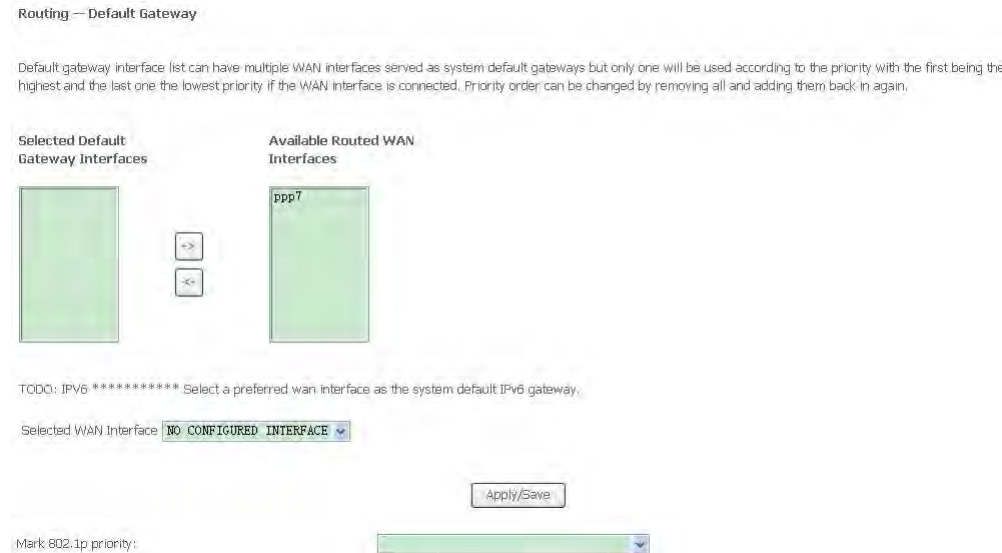 Routing -- Default Gateway
Default gateway interface list can have multiple WAN interfaces served as system default gateways but only one will be used according to the priority with the first being the
highest and the last one the lowest priority if the WAN interface is connected. Priority order can be changed by removing all and adding them back in again.
Selected Default Gateway Interfaces
Available Routed WAN Interfaces
ppp7
->
<-
TODO: IPV6 *********** Select a preferred wan interface as the system default IPv6 gateway.
Selected WAN Interface NO CONFIGURED INTERFACE
Apply/Save
Mark 802.1p priority: